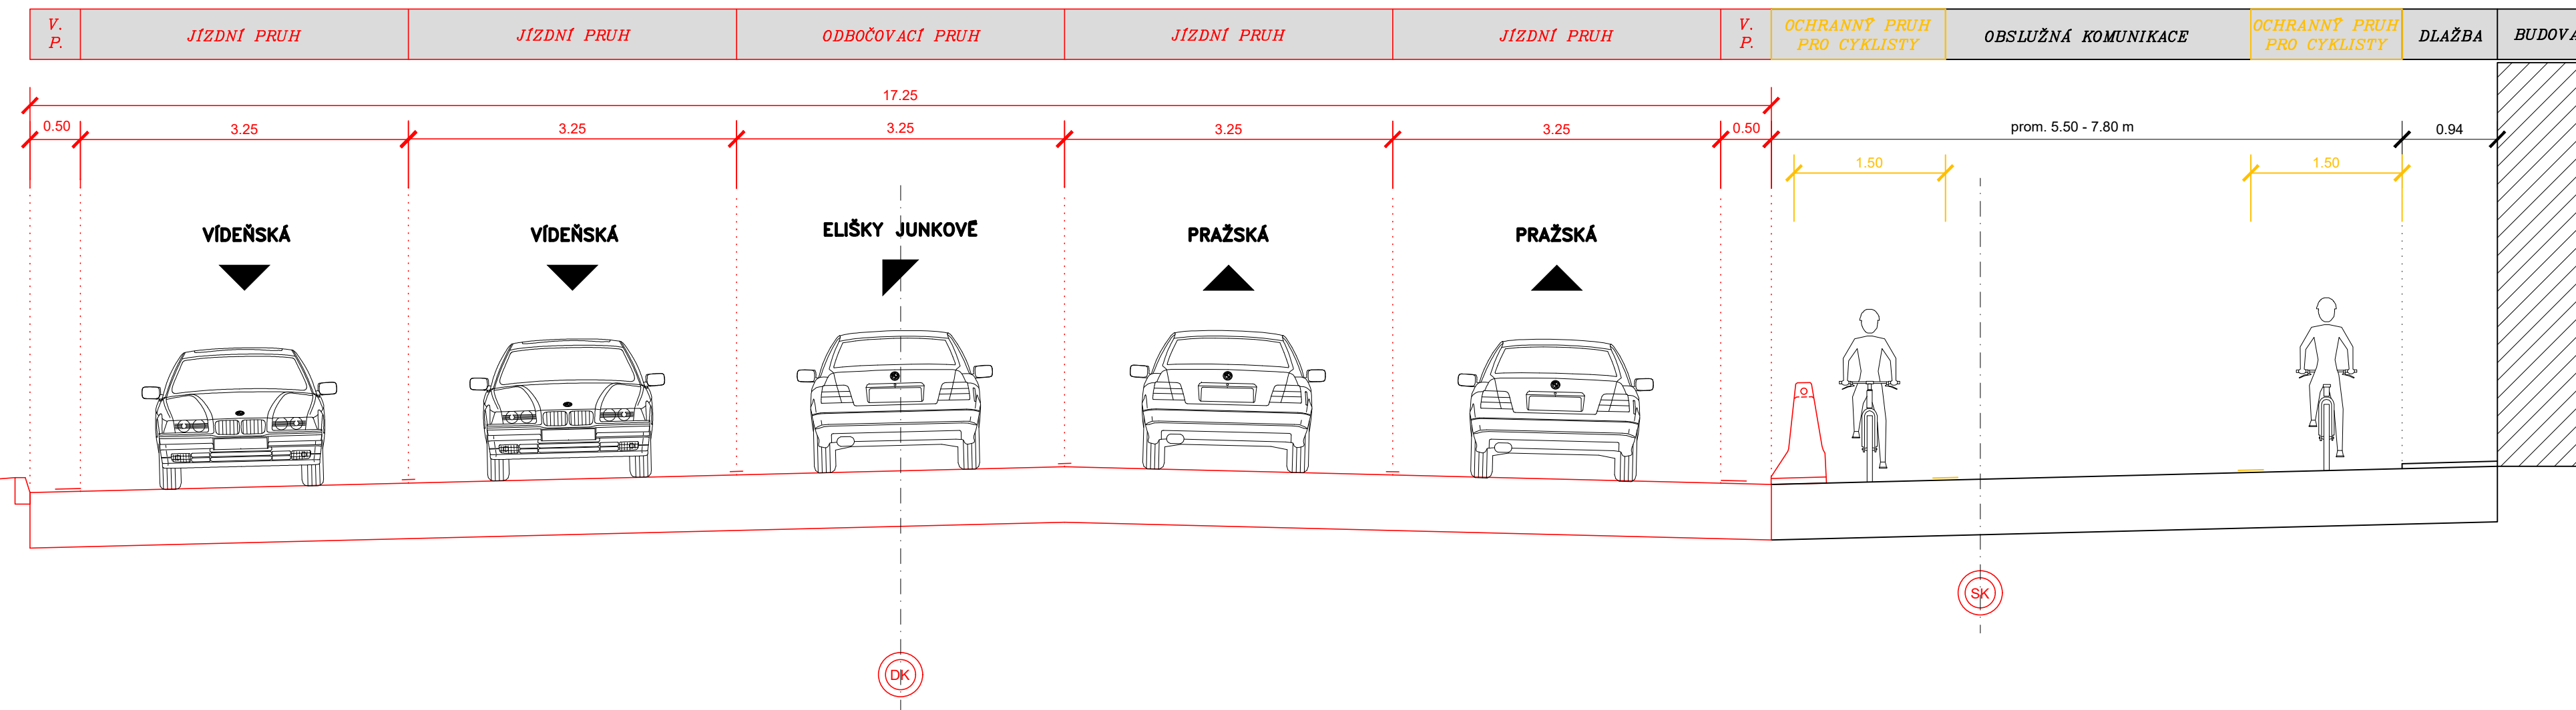 V.
P.
JÍZDNÍ PRUH
JÍZDNÍ PRUH
ODBOČOVACÍ PRUH
JÍZDNÍ PRUH
JÍZDNÍ PRUH
V.
P.
OCHRANNÝ PRUH
PRO CYKLISTY
OBSLUŽNÁ KOMUNIKACE
OCHRANNÝ PRUH
PRO CYKLISTY
DLAŽBA
BUDOVA
17.25
0.50
3.25
3.25
3.25
3.25
3.25
0.50
prom. 5.50 - 7.80 m
0.94
1.50
1.50
VÍDEŇSKÁ
VÍDEŇSKÁ
ELIŠKY JUNKOVÉ
PRAŽSKÁ
PRAŽSKÁ
SK
DK